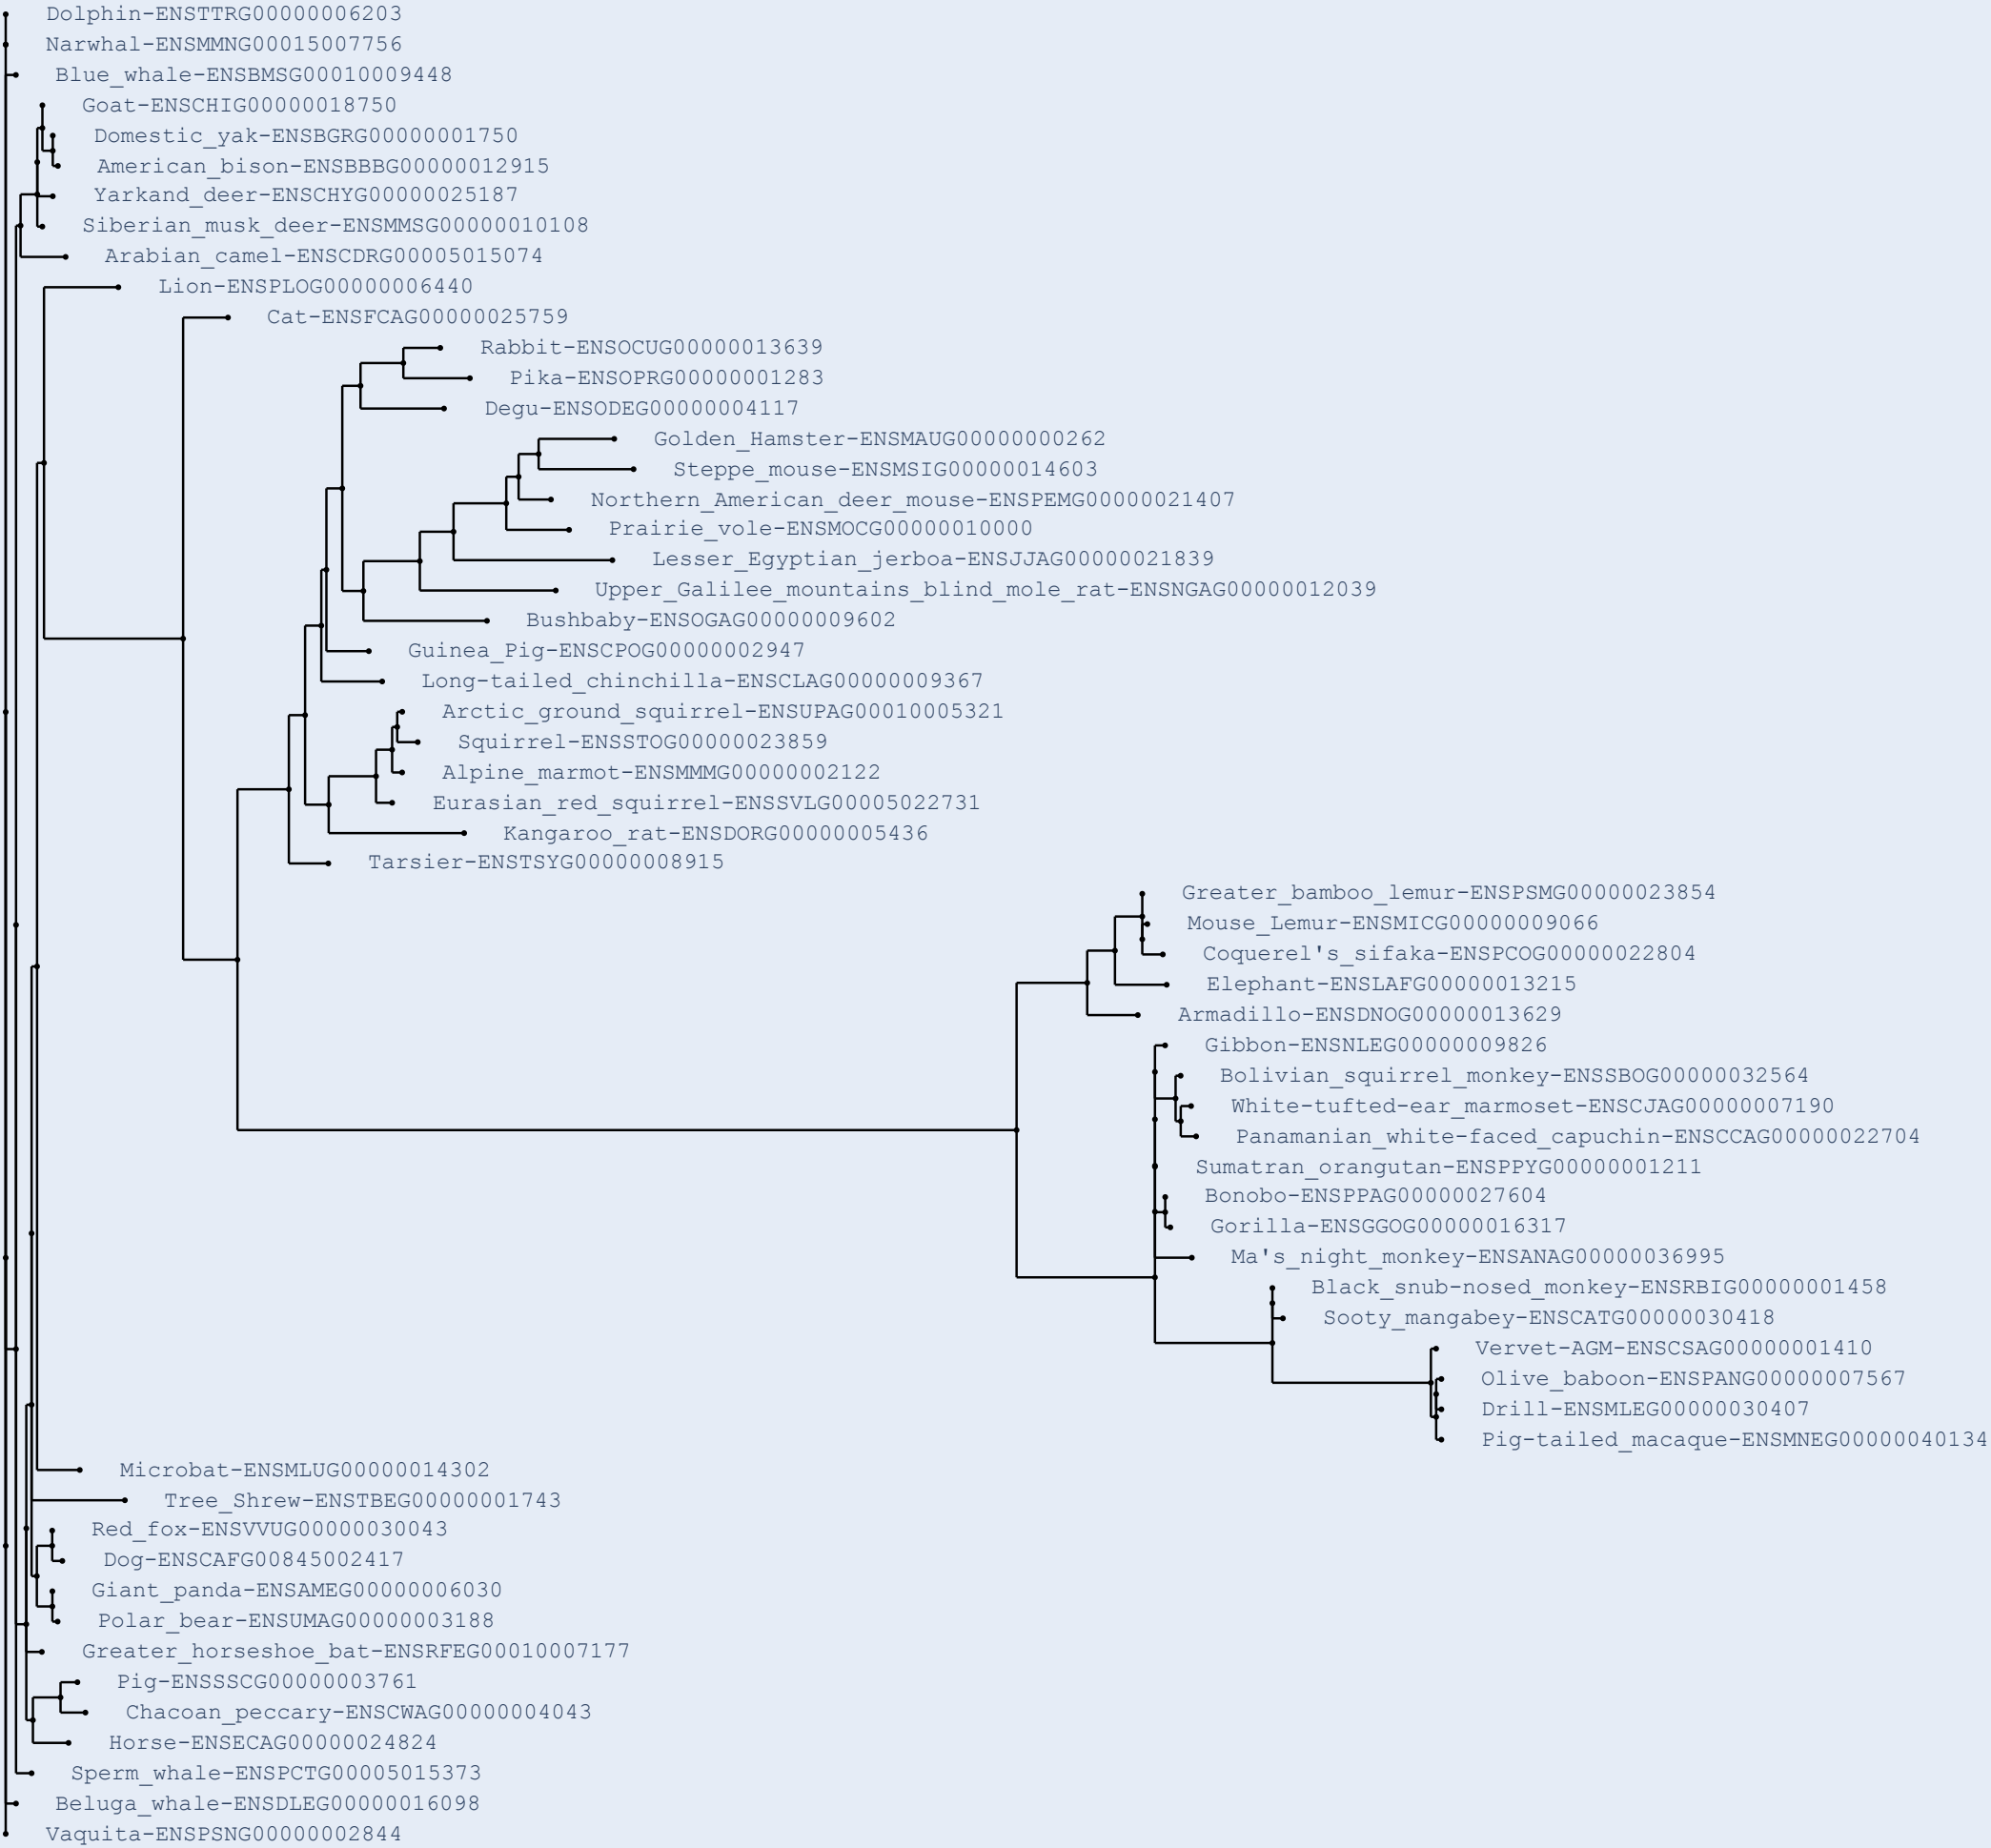 Dolphin-ENSTTRG00000006203
Narwhal-ENSMMNG00015007756
Blue_whale-ENSBMSG00010009448
Goat-ENSCHIG00000018750
Domestic_yak-ENSBGRG00000001750
American_bison-ENSBBBG00000012915
Yarkand_deer-ENSCHYG00000025187
Siberian_musk_deer-ENSMMSG00000010108
Arabian_camel-ENSCDRG00005015074
Lion-ENSPLOG00000006440
Cat-ENSFCAG00000025759
Rabbit-ENSOCUG00000013639
Pika-ENSOPRG00000001283
Degu-ENSODEG00000004117
Golden_Hamster-ENSMAUG00000000262
Steppe_mouse-ENSMSIG00000014603
Northern_American_deer_mouse-ENSPEMG00000021407
Prairie_vole-ENSMOCG00000010000
Lesser_Egyptian_jerboa-ENSJJAG00000021839
Upper_Galilee_mountains_blind_mole_rat-ENSNGAG00000012039
Bushbaby-ENSOGAG00000009602
Guinea_Pig-ENSCPOG00000002947
Long-tailed_chinchilla-ENSCLAG00000009367
Arctic_ground_squirrel-ENSUPAG00010005321
Squirrel-ENSSTOG00000023859
Alpine_marmot-ENSMMMG00000002122
Eurasian_red_squirrel-ENSSVLG00005022731
Kangaroo_rat-ENSDORG00000005436
Tarsier-ENSTSYG00000008915
Greater_bamboo_lemur-ENSPSMG00000023854
Mouse_Lemur-ENSMICG00000009066
Coquerel's_sifaka-ENSPCOG00000022804
Elephant-ENSLAFG00000013215
Armadillo-ENSDNOG00000013629
Gibbon-ENSNLEG00000009826
Bolivian_squirrel_monkey-ENSSBOG00000032564
White-tufted-ear_marmoset-ENSCJAG00000007190
Panamanian_white-faced_capuchin-ENSCCAG00000022704
Sumatran_orangutan-ENSPPYG00000001211
Bonobo-ENSPPAG00000027604
Gorilla-ENSGGOG00000016317
Ma's_night_monkey-ENSANAG00000036995
Black_snub-nosed_monkey-ENSRBIG00000001458
Sooty_mangabey-ENSCATG00000030418
Vervet-AGM-ENSCSAG00000001410
Olive_baboon-ENSPANG00000007567
Drill-ENSMLEG00000030407
Pig-tailed_macaque-ENSMNEG00000040134
Microbat-ENSMLUG00000014302
Tree_Shrew-ENSTBEG00000001743
Red_fox-ENSVVUG00000030043
Dog-ENSCAFG00845002417
Giant_panda-ENSAMEG00000006030
Polar_bear-ENSUMAG00000003188
Greater_horseshoe_bat-ENSRFEG00010007177
Pig-ENSSSCG00000003761
Chacoan_peccary-ENSCWAG00000004043
Horse-ENSECAG00000024824
Sperm_whale-ENSPCTG00005015373
Beluga_whale-ENSDLEG00000016098
Vaquita-ENSPSNG00000002844